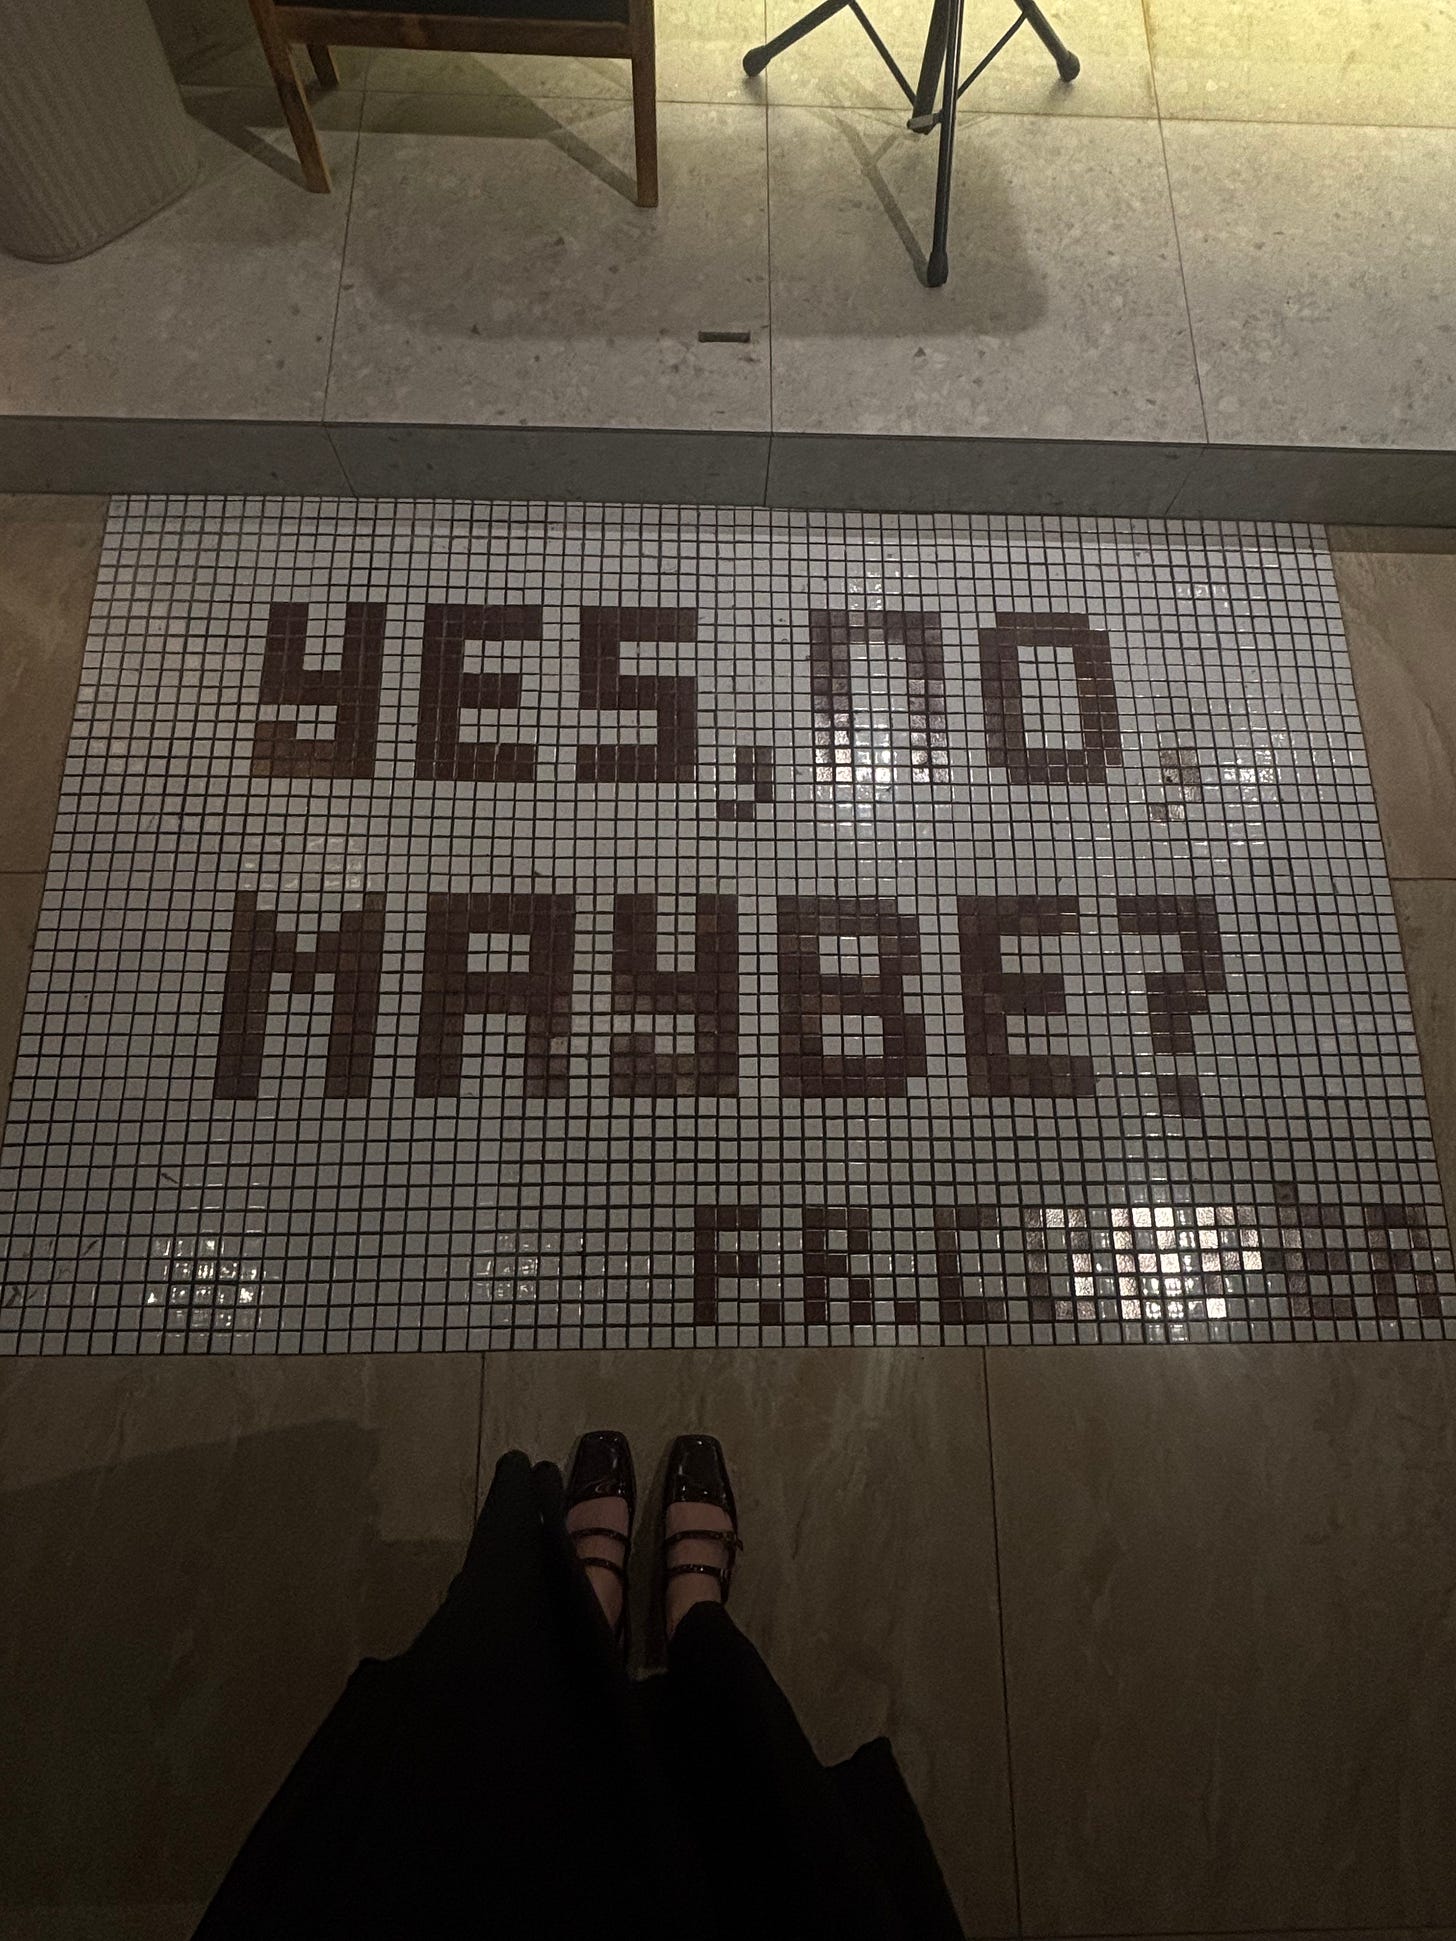 YES, NO,
MAYBE?